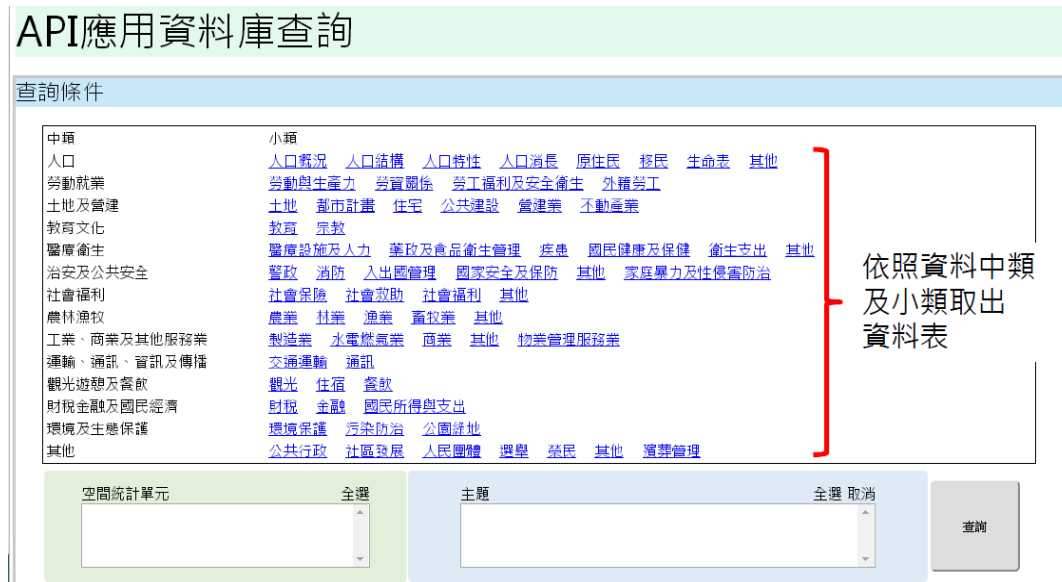 API應用資料庫查詢
查詢條件
中類 小類
人口 人口概況 人口結構 人口特性 人口消長 原住民 移民 生命表 其他
勞動就業 勞動與生產力 勞資關係 勞工福利及安全衛生 外籍勞工
土地及營建 土地 都市計畫 住宅 公共建設 營建業 不動產業
教育文化 教育 宗教
醫療衛生 醫療設施及人力 藥政及食品衛生管理 疾患 國民健康及保健 衛生支出 其他
治安及公共安全 警政 消防 入出國管理 國家安全及保防 其他 家庭暴力及性侵害防治
社會福利 社會保險 社會救助 社會福利 其他
農林漁牧 農業 林業 漁業 畜牧業 其他
工業、商業及其他服務業 製造業 水電燃氣業 商業 其他 物業管理服務業
運輸、通訊、資訊及傳播 交通運輸 通訊
觀光遊憩及餐飲 觀光 住宿 餐飲
財稅金融及國民經濟 財稅 金融 國民所得與支出
環境及生態保護 環境保護 污染防治 公園綠地
其他 公共行政 社區發展 人民團體 選舉 榮民 其他 殯葬管理
依照資料中類
及小類取出
資料表
空間統計單元 全選 主題 全選 取消
查詢